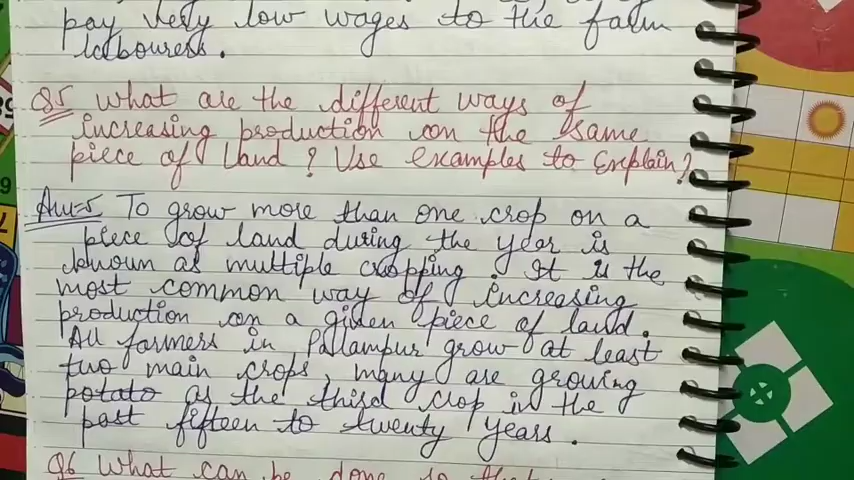 pay very low wages to the farm
labourers.
Q5 What are the different ways of
increasing production on the same
piece of land? Use examples to Explain?
Ans-5 To grow more than one crop on a
piece of land during the year is
known as multiple cropping. It is the
most common way of increasing
production on a given piece of land.
All farmers in Palampur grow at least
two main crops, many are growing
potato as the third crop in the
past fifteen to twenty years.
Q6 What can be done so that